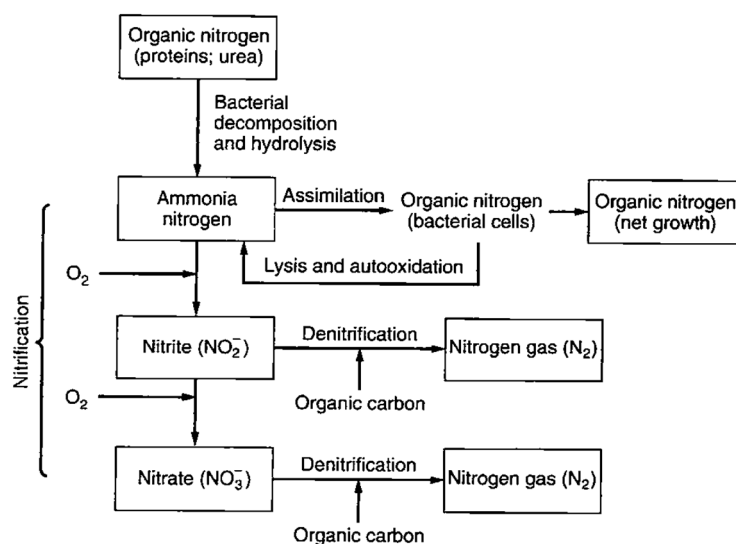 Organic nitrogen
(proteins; urea)
Bacterial
decomposition
and hydrolysis
Ammonia
nitrogen
Assimilation
Organic nitrogen
(bacterial cells)
Organic nitrogen
(net growth)
Lysis and autooxidation
O₂
Nitrification
Nitrite (NO₂⁻)
Denitrification
Nitrogen gas (N₂)
Organic carbon
O₂
Nitrate (NO₃⁻)
Denitrification
Nitrogen gas (N₂)
Organic carbon